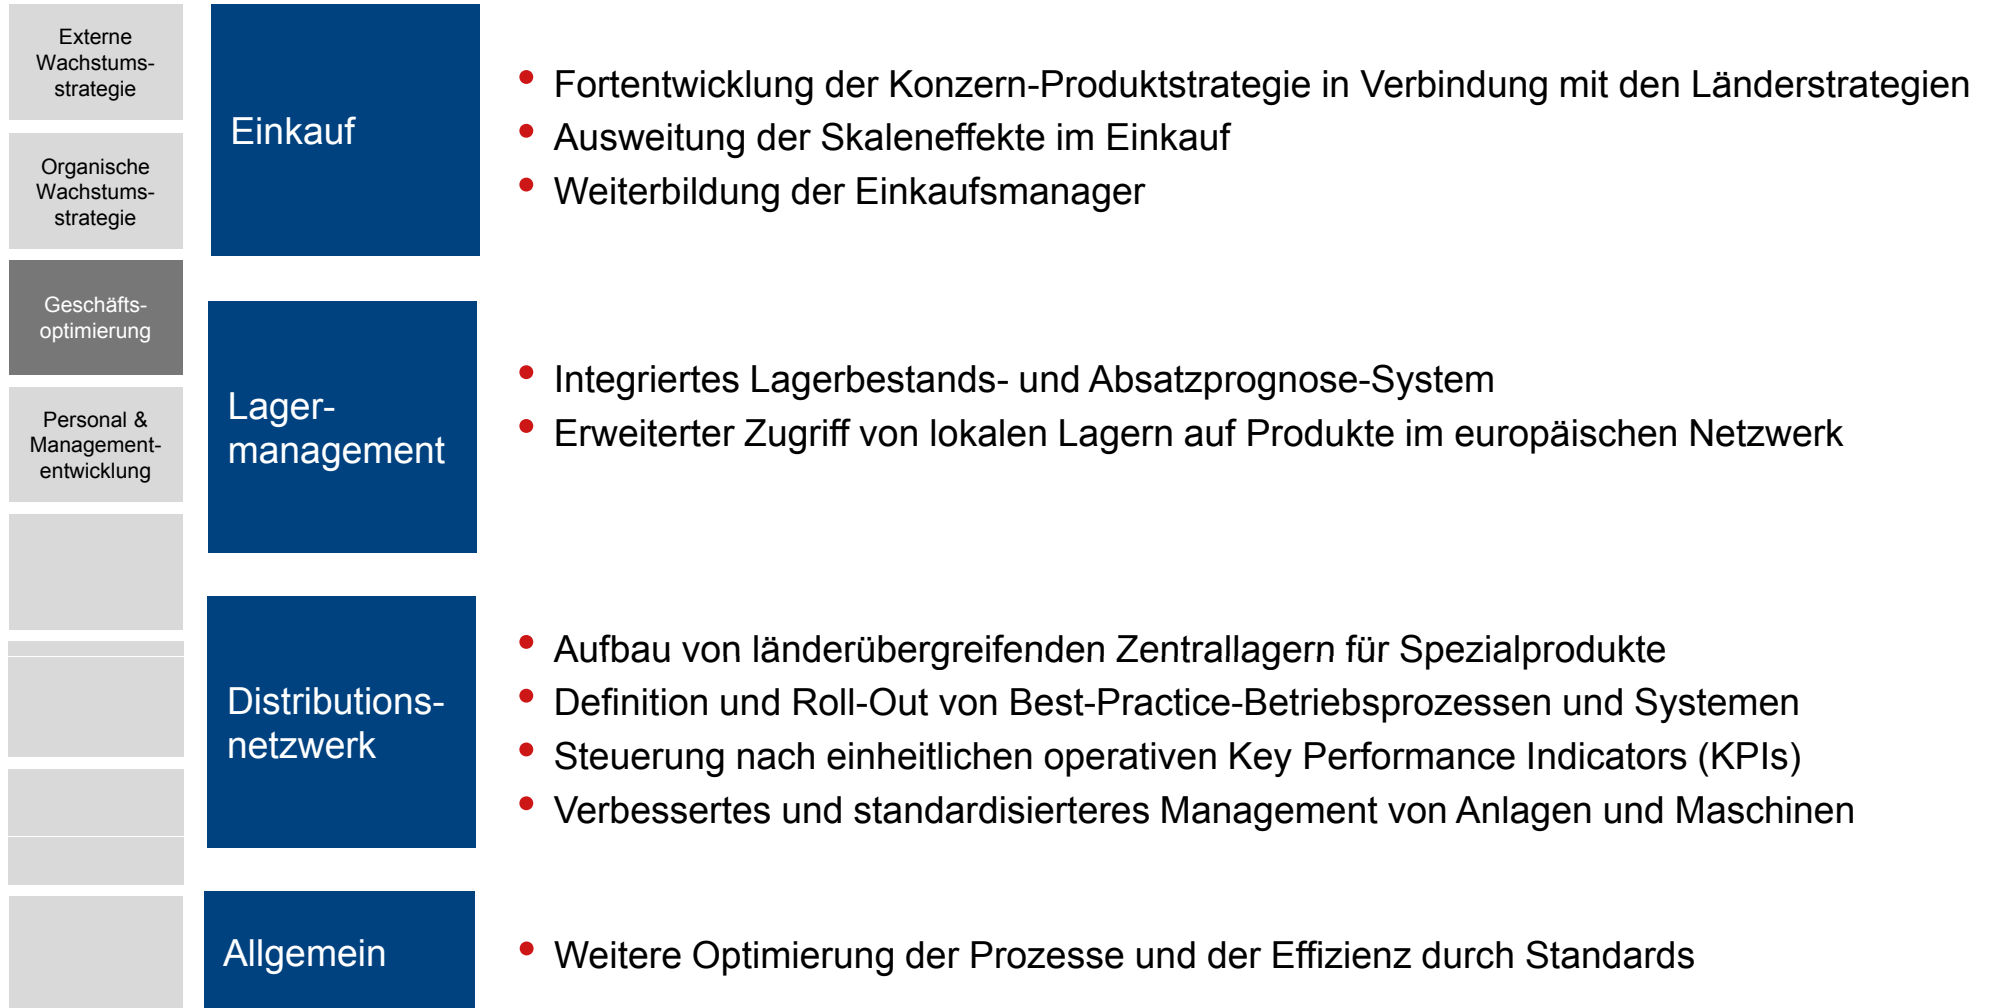 Externe
Wachstums-
strategie
Organische
Wachstums-
strategie
Geschäfts-
optimierung
Personal &
Management-
entwicklung
Einkauf
• Fortentwicklung der Konzern-Produktstrategie in Verbindung mit den Länderstrategien
• Ausweitung der Skaleneffekte im Einkauf
• Weiterbildung der Einkaufsmanager
Lager-
management
• Integriertes Lagerbestands- und Absatzprognose-System
• Erweiterter Zugriff von lokalen Lagern auf Produkte im europäischen Netzwerk
Distributions-
netzwerk
• Aufbau von länderübergreifenden Zentrallagern für Spezialprodukte
• Definition und Roll-Out von Best-Practice-Betriebsprozessen und Systemen
• Steuerung nach einheitlichen operativen Key Performance Indicators (KPIs)
• Verbessertes und standardisierteres Management von Anlagen und Maschinen
Allgemein
• Weitere Optimierung der Prozesse und der Effizienz durch Standards